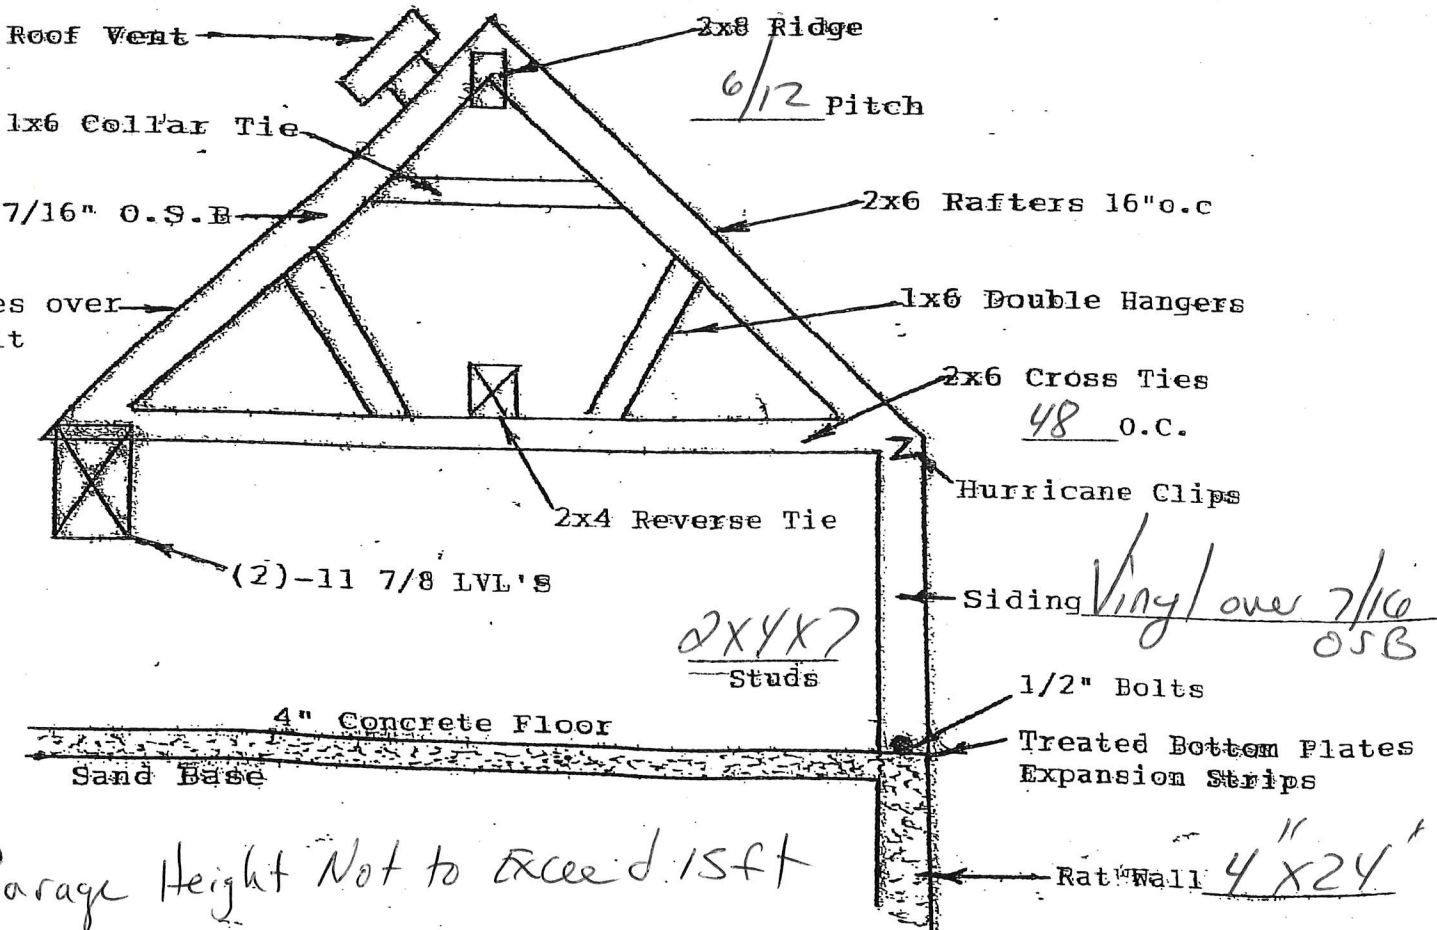 Roof Vent
2x8 Ridge
6/12 Pitch
1x6 Collar Tie
7/16" O.S.B
2x6 Rafters 16"o.c
es over
it
1x6 Double Hangers
2x6 Cross Ties
48 O.C.
Hurricane Clips
2x4 Reverse Tie
(2)-11 7/8 LVL'S
Siding Vinyl over 7/16
OSB
2x4x7
Studs
1/2" Bolts
4" Concrete Floor
Treated Bottom Plates
Expansion Strips
Sand Base
Garage Height Not to Exceed 15ft
Rat Wall 4" x 24"